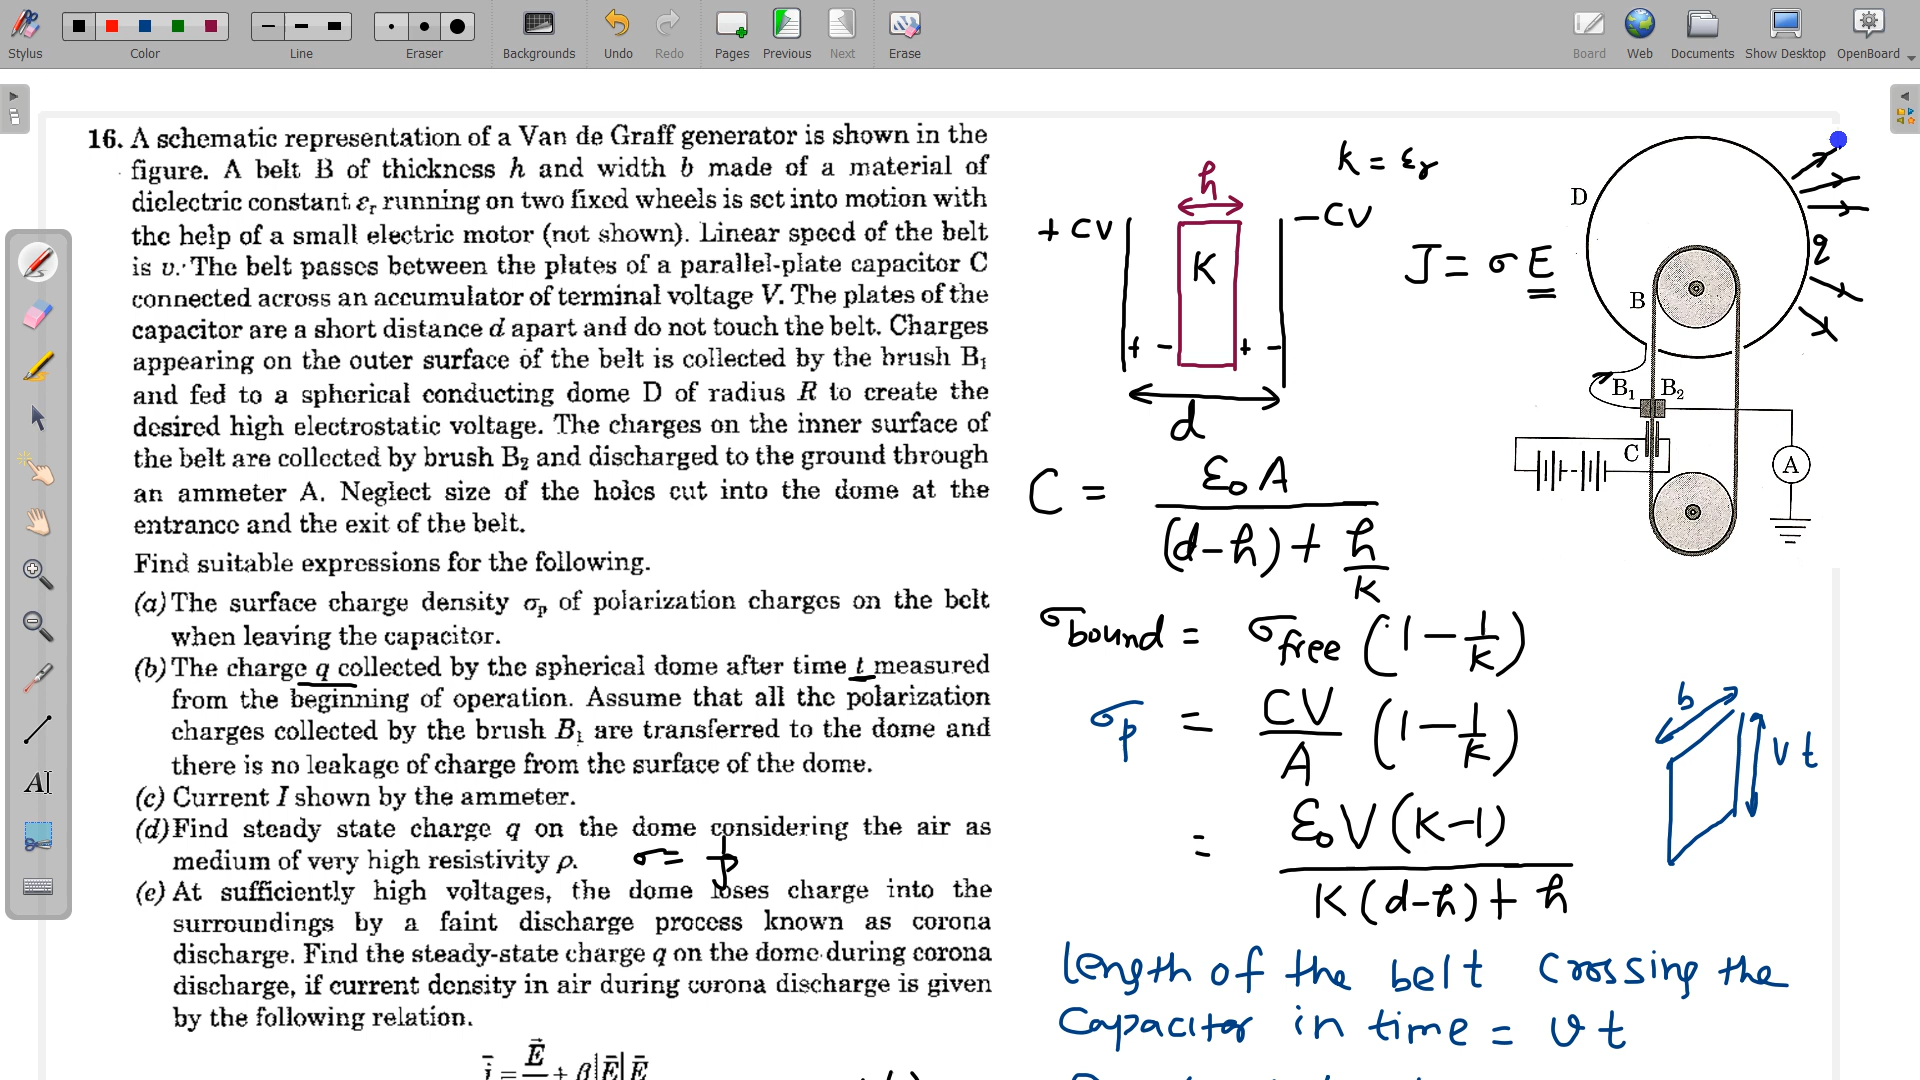 Stylus
Color
Line
Eraser
Backgrounds
Undo
Redo
Pages
Previous
Next
Erase
Board
Web
Documents
Show Desktop
OpenBoard
16. A schematic representation of a Van de Graff generator is shown in the
figure. A belt B of thickness h and width b made of a material of
dielectric constant εr running on two fixed wheels is set into motion with
the help of a small electric motor (not shown). Linear speed of the belt
is υ. The belt passes between the plates of a parallel-plate capacitor C
connected across an accumulator of terminal voltage V. The plates of the
capacitor are a short distance d apart and do not touch the belt. Charges
appearing on the outer surface of the belt is collected by the brush B1
and fed to a spherical conducting dome D of radius R to create the
desired high electrostatic voltage. The charges on the inner surface of
the belt are collected by brush B2 and discharged to the ground through
an ammeter A. Neglect size of the holes cut into the dome at the
entrance and the exit of the belt.
Find suitable expressions for the following.
(a) The surface charge density σp of polarization charges on the belt
when leaving the capacitor.
(b) The charge q collected by the spherical dome after time t measured
from the beginning of operation. Assume that all the polarization
charges collected by the brush B1 are transferred to the dome and
there is no leakage of charge from the surface of the dome.
(c) Current I shown by the ammeter.
(d) Find steady state charge q on the dome considering the air as
medium of very high resistivity ρ.
σ = 1/ρ
(e) At sufficiently high voltages, the dome loses charge into the
surroundings by a faint discharge process known as corona
discharge. Find the steady-state charge q on the dome during corona
discharge, if current density in air during corona discharge is given
by the following relation.
h
k = εr
+ CV
- CV
K
J = σ E
+ - + -
d
C = ε0 A / (d-h) + h/k
σbound = σfree (1 - 1/k)
σp = CV/A (1 - 1/k)
= ε0 V (K-1) / K (d-h) + h
b
vt
length of the belt crossing the
capacitor in time = υt
D
q
B
B1 B2
C
A
AI